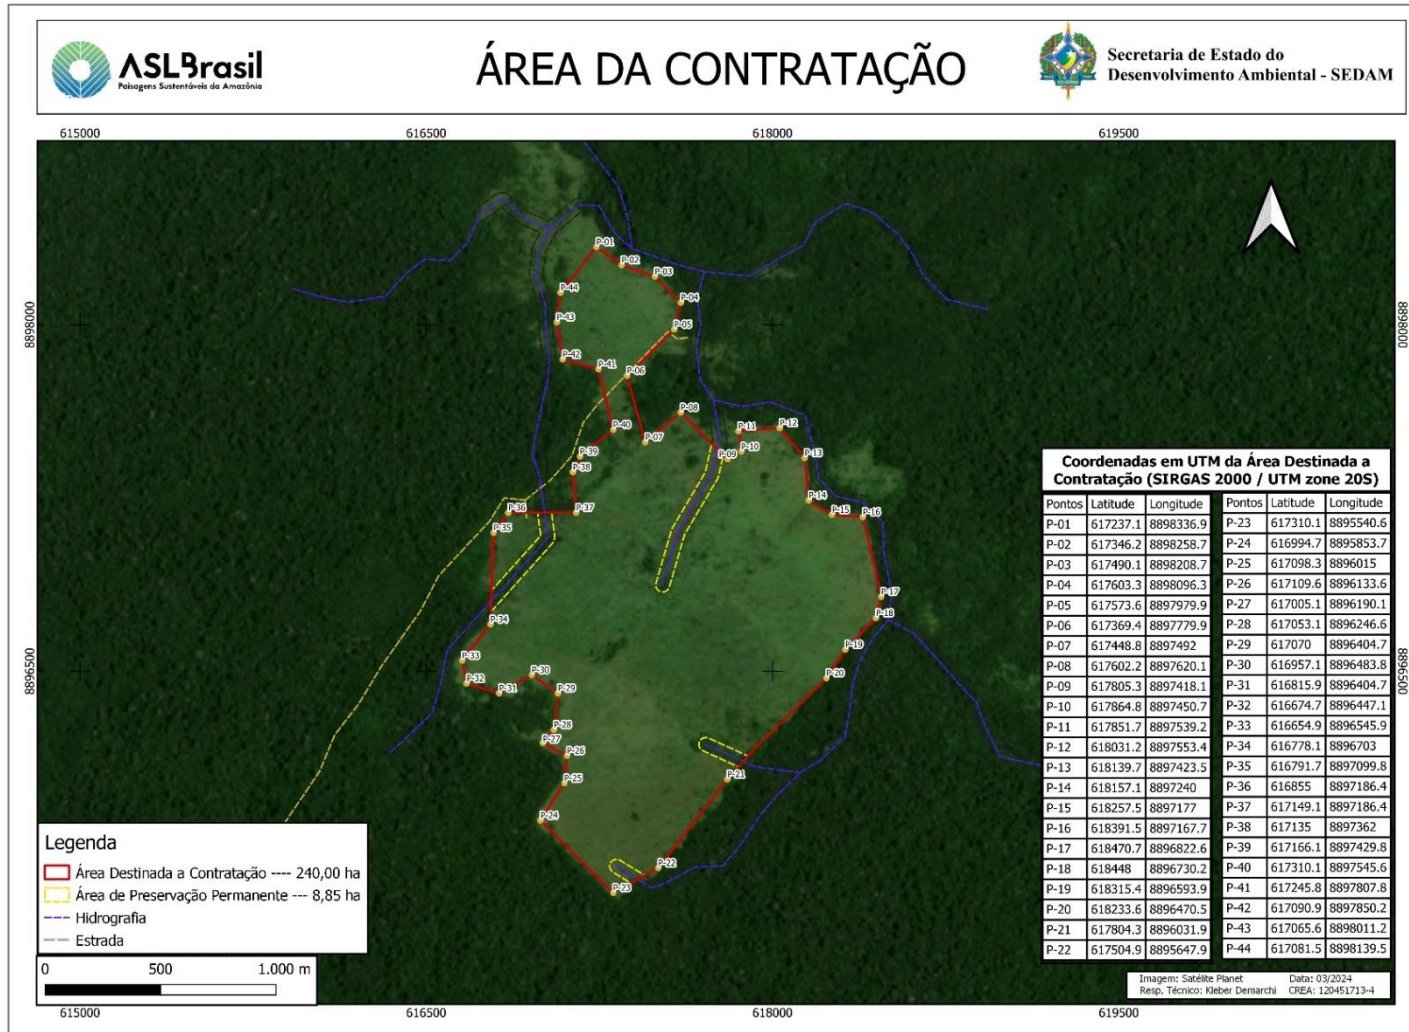 ASLBrasil
Paisagens Sustentáveis da Amazônia
ÁREA DA CONTRATAÇÃO
Secretaria de Estado do
Desenvolvimento Ambiental - SEDAM
615000 616500 618000 619500
8898000 8898000
8896500 8896500
P-01
P-02
P-03
P-04
P-05
P-06
P-07
P-08
P-09
P-10
P-11
P-12
P-13
P-14
P-15
P-16
P-17
P-18
P-19
P-20
P-21
P-22
P-23
P-24
P-25
P-26
P-27
P-28
P-29
P-30
P-31
P-32
P-33
P-34
P-35
P-36
P-37
P-38
P-39
P-40
P-41
P-42
P-43
P-44
Coordenadas em UTM da Área Destinada a
Contratação (SIRGAS 2000 / UTM zone 20S)
Pontos Latitude Longitude Pontos Latitude Longitude
P-01 617237.1 8898336.9 P-23 617310.1 8895540.6
P-02 617346.2 8898258.7 P-24 616994.7 8895853.7
P-03 617490.1 8898208.7 P-25 617098.3 8896015
P-04 617603.3 8898096.3 P-26 617109.6 8896133.6
P-05 617573.6 8897979.9 P-27 617005.1 8896190.1
P-06 617369.4 8897779.9 P-28 617053.1 8896246.6
P-07 617448.8 8897492 P-29 617070 8896404.7
P-08 617602.2 8897620.1 P-30 616957.1 8896483.8
P-09 617805.3 8897418.1 P-31 616815.9 8896404.7
P-10 617864.8 8897450.7 P-32 616674.7 8896447.1
P-11 617851.7 8897539.2 P-33 616654.9 8896545.9
P-12 618031.2 8897553.4 P-34 616778.1 8896703
P-13 618139.7 8897423.5 P-35 616791.7 8897099.8
P-14 618157.1 8897240 P-36 616855 8897186.4
P-15 618257.5 8897177 P-37 617149.1 8897186.4
P-16 618391.5 8897167.7 P-38 617135 8897362
P-17 618470.7 8896822.6 P-39 617166.1 8897429.8
P-18 618448 8896730.2 P-40 617310.1 8897545.6
P-19 618315.4 8896593.9 P-41 617245.8 8897807.8
P-20 618233.6 8896470.5 P-42 617090.9 8897850.2
P-21 617804.3 8896031.9 P-43 617065.6 8898011.2
P-22 617504.9 8895647.9 P-44 617081.5 8898139.5
Legenda
Área Destinada a Contratação ---- 240,00 ha
Área de Preservação Permanente --- 8,85 ha
Hidrografia
Estrada
0 500 1.000 m
Imagem: Satélite Planet Data: 03/2024
Resp. Técnico: Kleber Demarchi CREA: 120451713-4
615000 616500 618000 619500